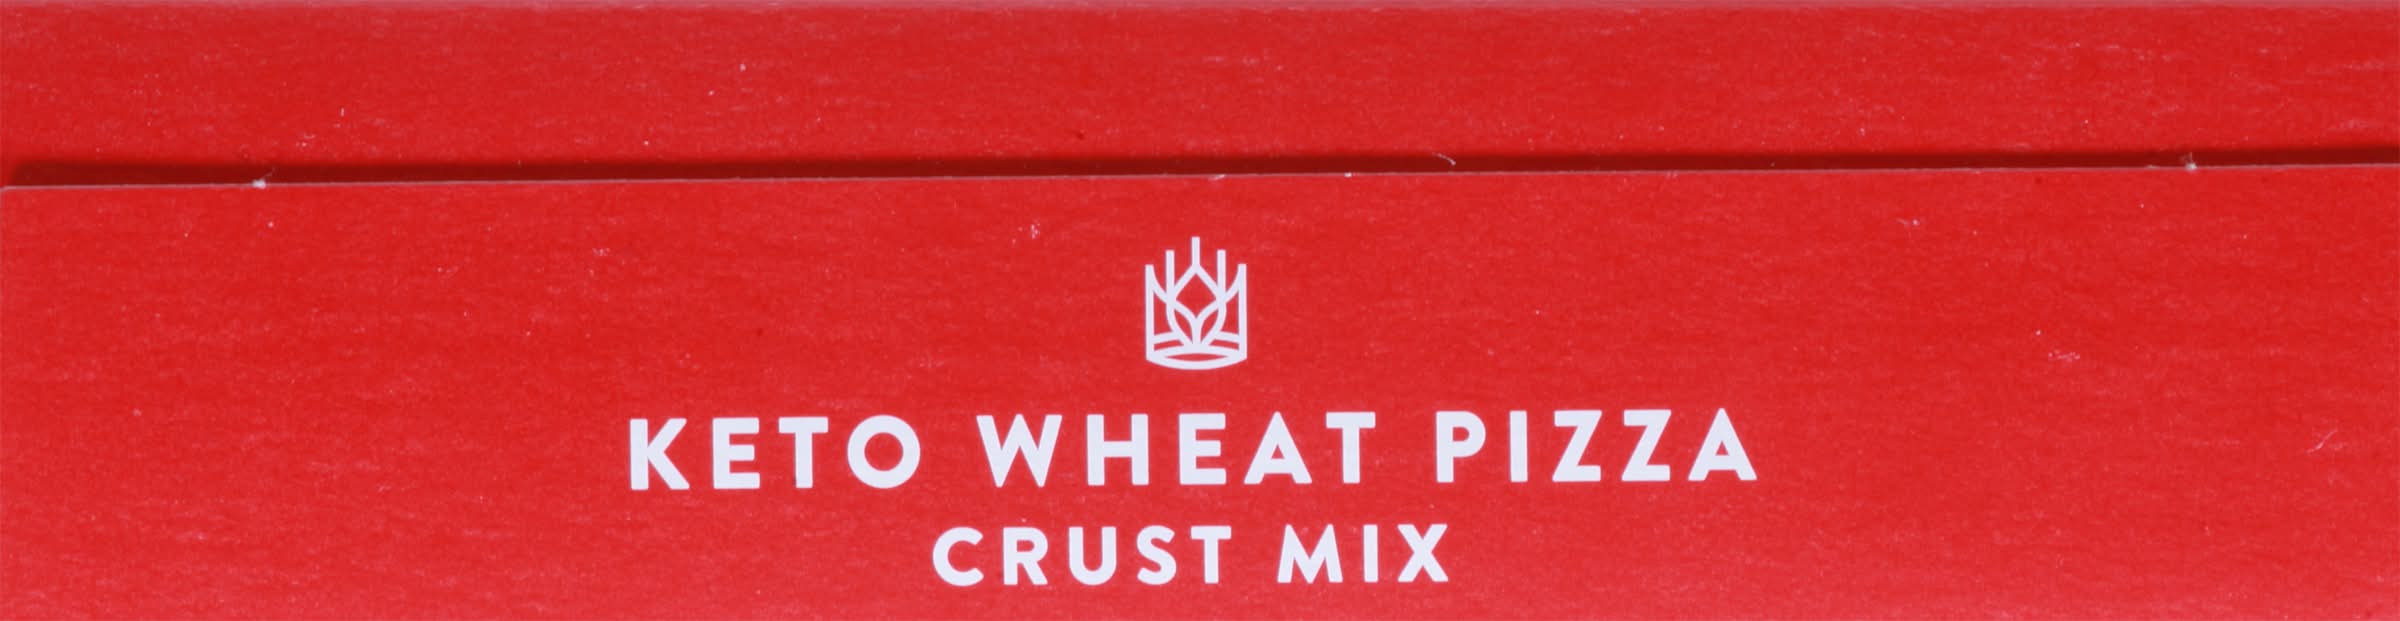 KETO WHEAT PIZZA
CRUST MIX